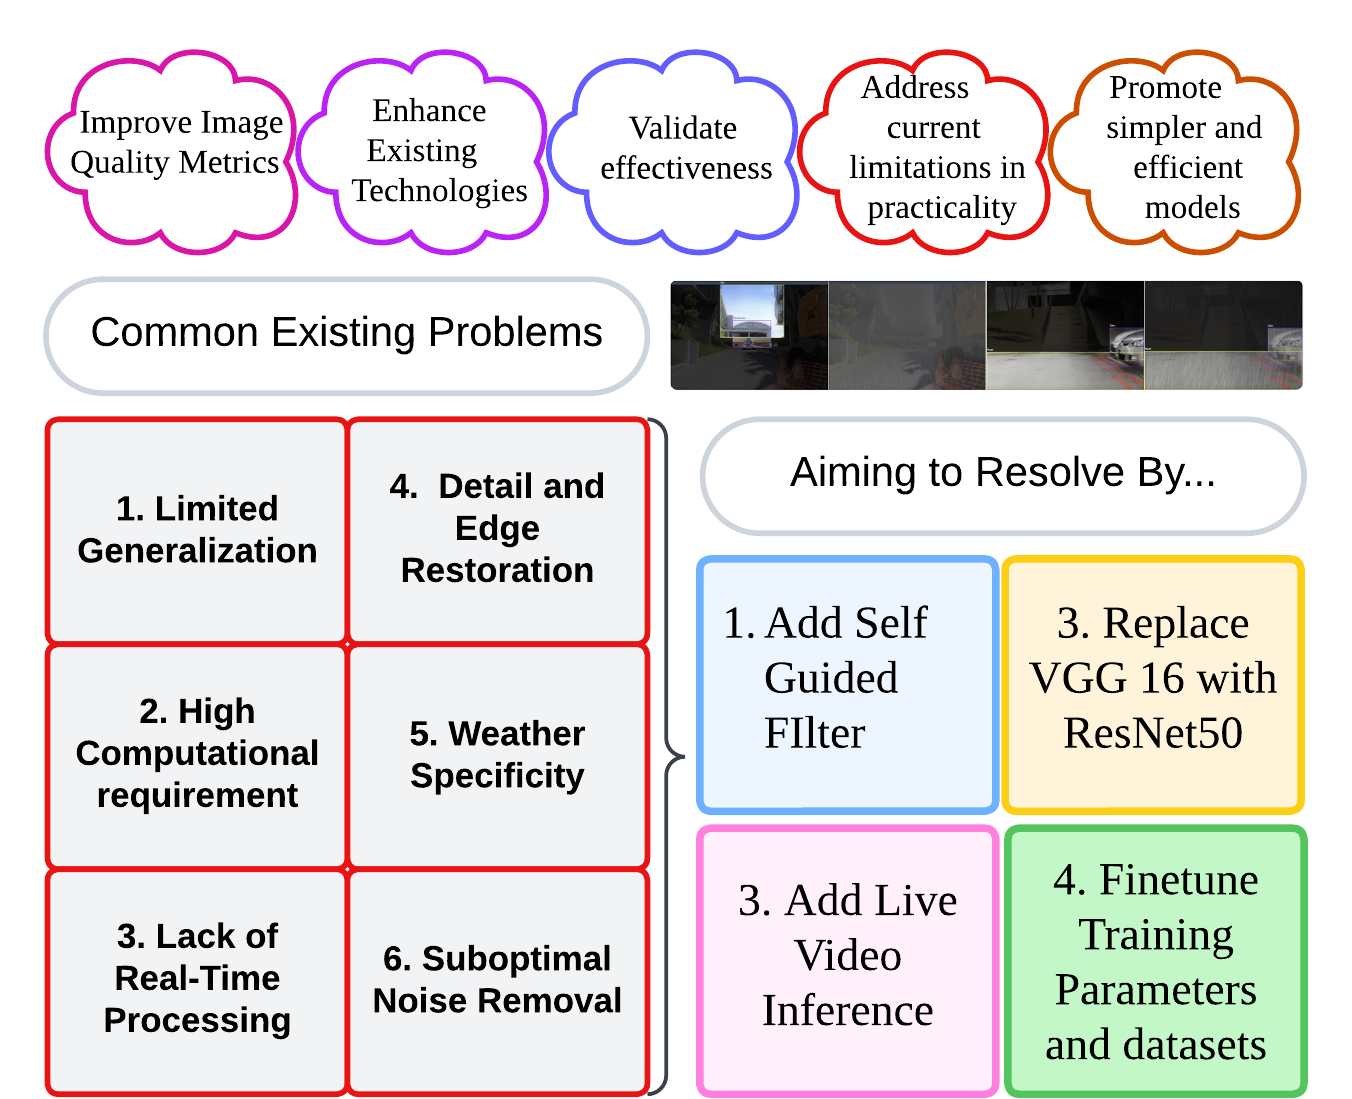 Improve Image
Quality Metrics
Enhance
Existing
Technologies
Validate
effectiveness
Address
current
limitations in
practicality
Promote
simpler and
efficient
models
Common Existing Problems
1. Limited
Generalization
4. Detail and
Edge
Restoration
2. High
Computational
requirement
5. Weather
Specificity
3. Lack of
Real-Time
Processing
6. Suboptimal
Noise Removal
Aiming to Resolve By...
1. Add Self
Guided
FIlter
3. Replace
VGG 16 with
ResNet50
3. Add Live
Video
Inference
4. Finetune
Training
Parameters
and datasets